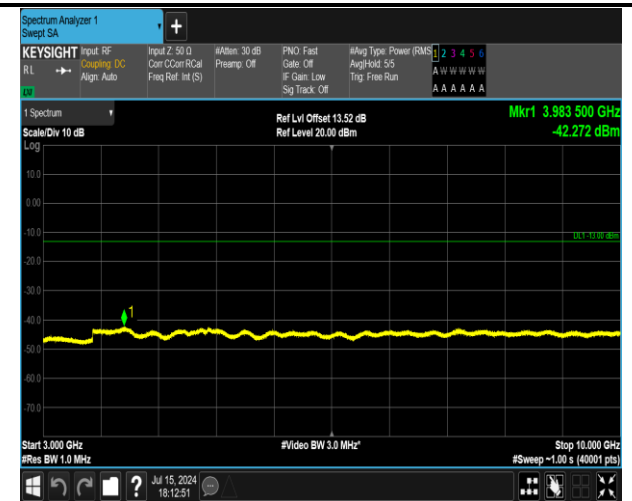 Spectrum Analyzer 1
Swept SA
+
KEYSIGHT Input: RF Input Z: 50 Ω #Atten: 30 dB PNO: Fast #Avg Type: Power (RMS 1 2 3 4 5 6
RL Coupling: DC Corr CCorr RCal Preamp: Off Gate: Off Avg|Hold: 5/5 A W W W W W
Align: Auto Freq Ref: Int (S) IF Gain: Low Trig: Free Run
Sig Track: Off A A A A A A
1 Spectrum Ref Lvl Offset 13.52 dB Mkr1 3.983 500 GHz
Scale/Div 10 dB Ref Level 20.00 dBm -42.272 dBm
Log
10.0
0.00
-10.0
DL1 -13.00 dBm
-20.0
-30.0
-40.0
1
-50.0
-60.0
-70.0
Start 3.000 GHz #Video BW 3.0 MHz* Stop 10.000 GHz
#Res BW 1.0 MHz #Sweep ~1.00 s (40001 pts)
? Jul 15, 2024
18:12:51